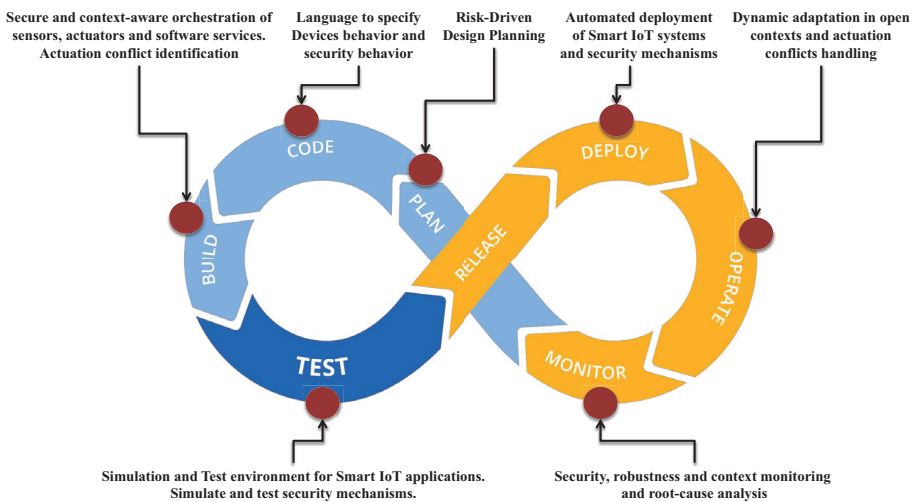 Secure and context-aware orchestration of
sensors, actuators and software services.
Actuation conflict identification
Language to specify
Devices behavior and
security behavior
Risk-Driven
Design Planning
Automated deployment
of Smart IoT systems
and security mechanisms
Dynamic adaptation in open
contexts and actuation
conflicts handling
CODE
DEPLOY
PLAN
BUILD
RELEASE
OPERATE
TEST
MONITOR
Simulation and Test environment for Smart IoT applications.
Simulate and test security mechanisms.
Security, robustness and context monitoring
and root-cause analysis